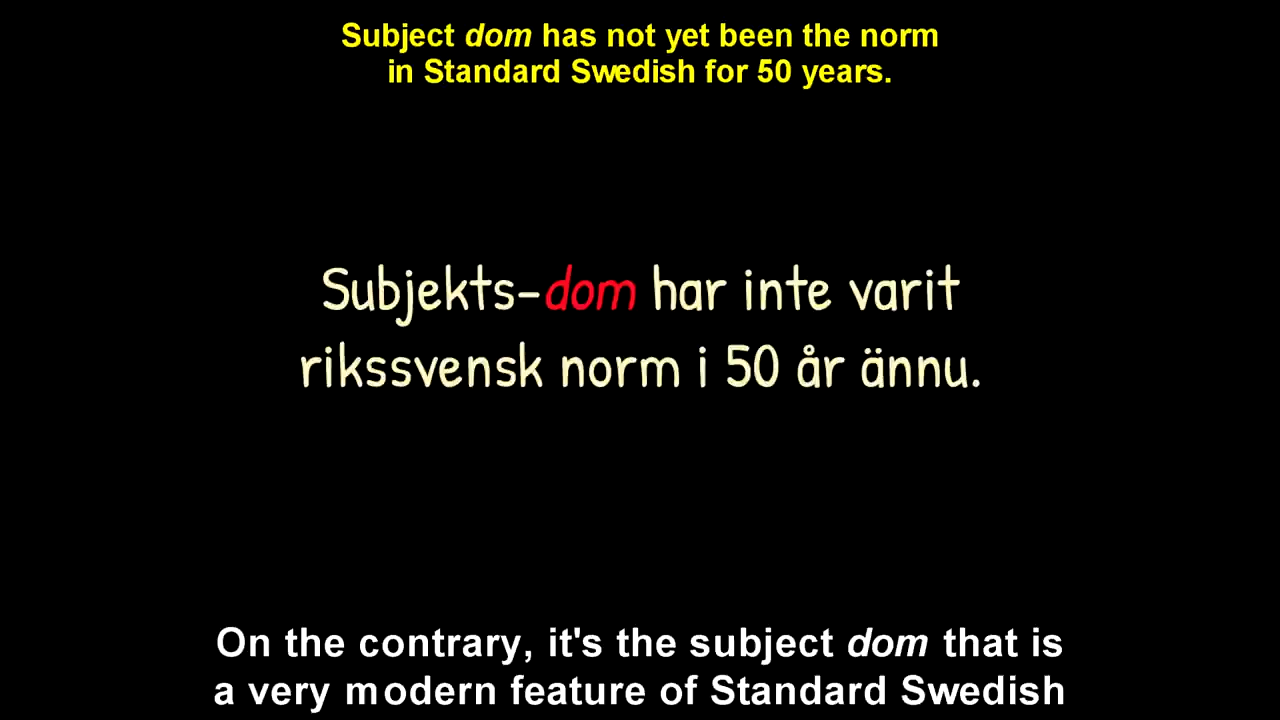 Subject dom has not yet been the norm
in Standard Swedish for 50 years.
Subjekts-dom har inte varit
rikssvensk norm i 50 år ännu.
On the contrary, it's the subject dom that is
a very modern feature of Standard Swedish